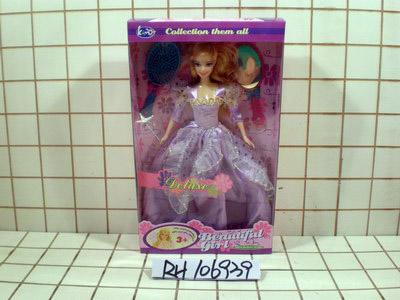 Collection them all
Deluxe
Beautiful
Girl
3+
RH106939